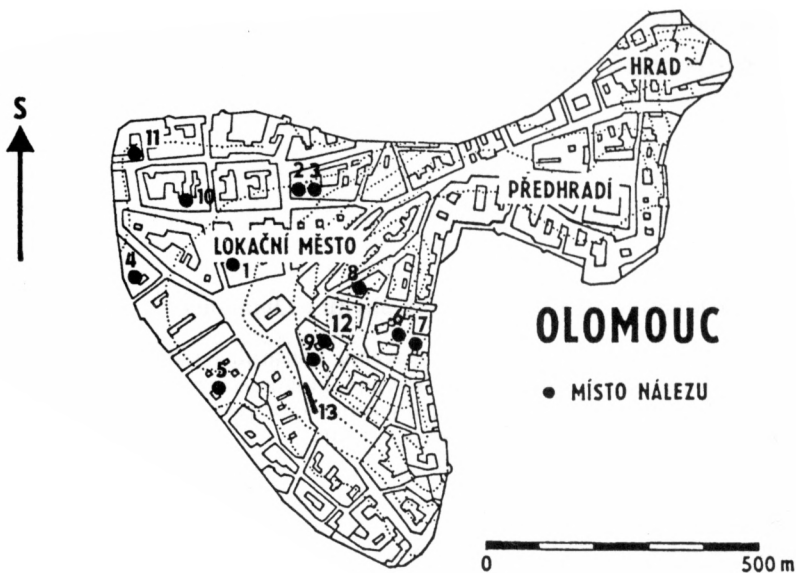 HRAD
S
11
2 3
PŘEDHRADÍ
10
LOKAČNÍ MĚSTO
4
1
8
OLOMOUC
12
6
7
9
5
● MÍSTO NÁLEZU
13
0
500 m